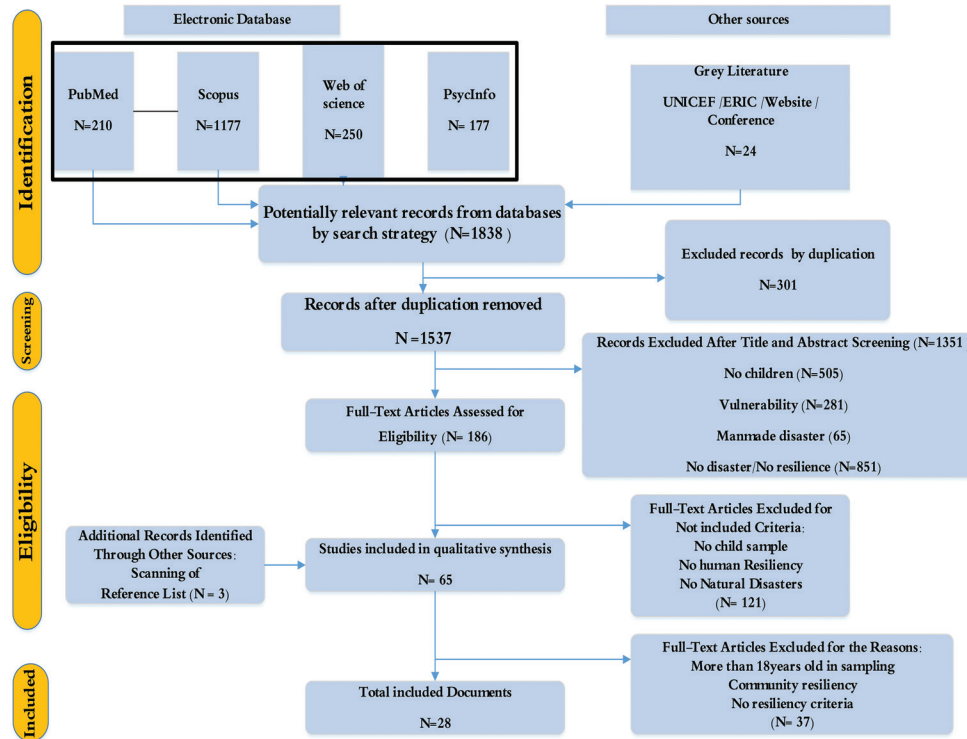 Electronic Database
Other sources
Identification
PubMed
N=210
Scopus
N=1177
Web of
science
N=250
PsycInfo
N= 177
Grey Literature
UNICEF /ERIC /Website /
Conference
N=24
Potentially relevant records from databases
by search strategy (N=1838 )
Excluded records by duplication
N=301
Screening
Records after duplication removed
N =1537
Records Excluded After Title and Abstract Screening (N=1351
No children (N=505)
Vulnerability (N=281)
Manmade disaster (65)
No disaster/No resilience (N=851)
Eligibility
Full-Text Articles Assessed for
Eligibility (N= 186)
Full-Text Articles Excluded for
Not included Criteria:
No child sample
No human Resiliency
No Natural Disasters
(N= 121)
Additional Records Identified
Through Other Sources:
Scanning of
Reference List (N = 3)
Studies included in qualitative synthesis
N= 65
Full-Text Articles Excluded for the Reasons:
More than 18years old in sampling
Community resiliency
No resiliency criteria
(N= 37)
Included
Total included Documents
N=28